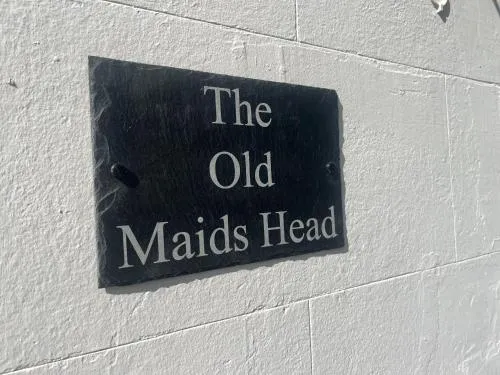 The
Old
Maids Head